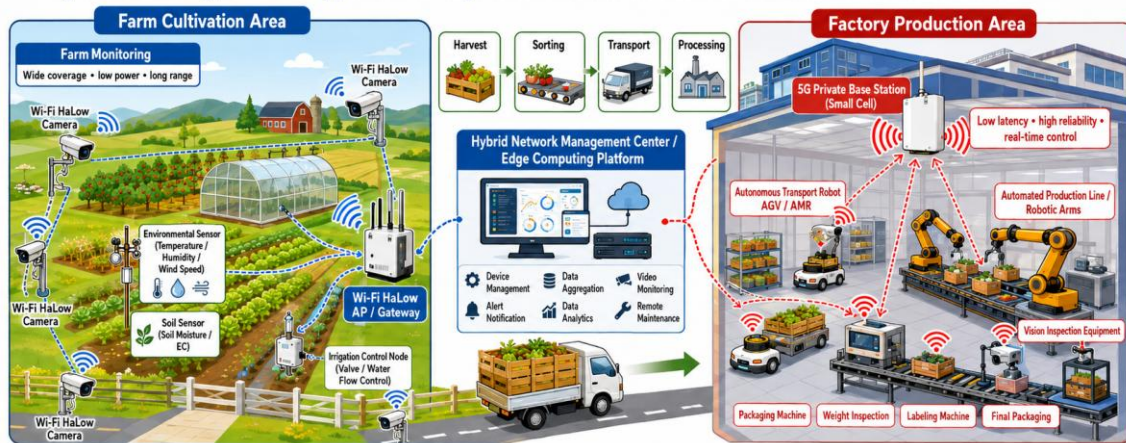 Farm Cultivation Area
Farm Monitoring
Wide coverage • low power • long range
Wi-Fi HaLow
Camera
Wi-Fi HaLow
Camera
Wi-Fi HaLow
Camera
Wi-Fi HaLow
Camera
Environmental Sensor
(Temperature /
Humidity /
Wind Speed)
Soil Sensor
(Soil Moisture /
EC)
Wi-Fi HaLow
AP / Gateway
Irrigation Control Node
(Valve / Water
Flow Control)
Harvest
Sorting
Transport
Processing
Hybrid Network Management Center /
Edge Computing Platform
Device
Management
Data
Aggregation
Video
Monitoring
Alert
Notification
Data
Analytics
Remote
Maintenance
Factory Production Area
5G Private Base Station
(Small Cell)
Low latency • high reliability •
real-time control
Autonomous Transport Robot
AGV / AMR
Automated Production Line /
Robotic Arms
Vision Inspection Equipment
Packaging Machine
Weight Inspection
Labeling Machine
Final Packaging